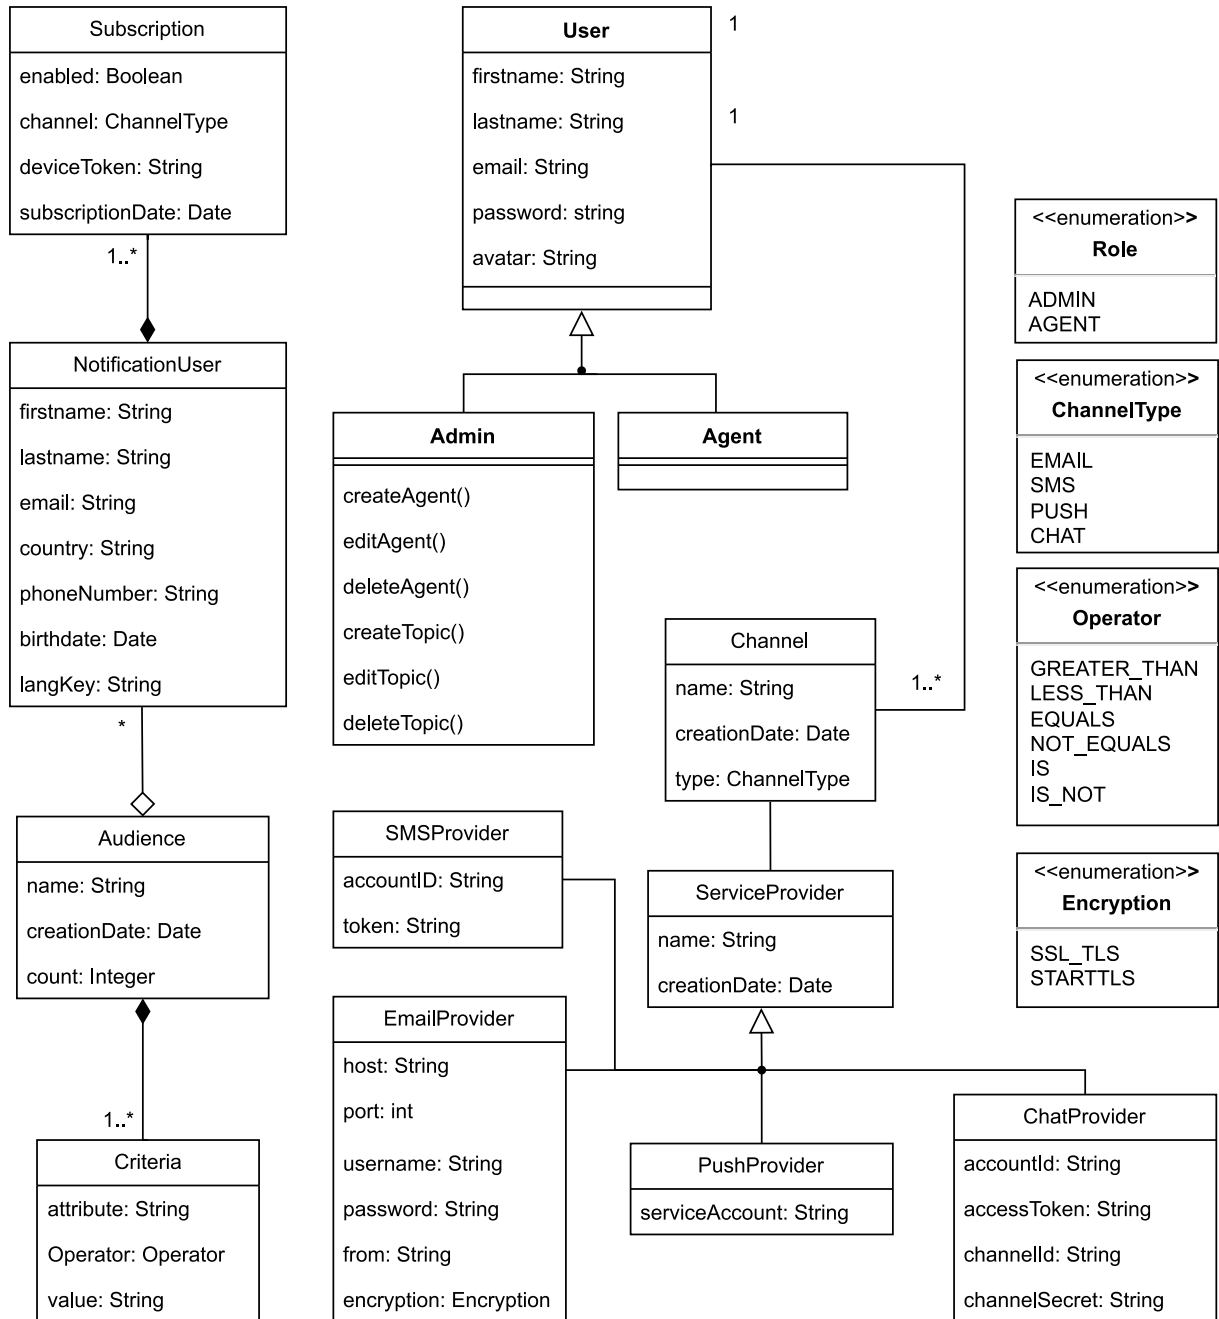 Subscription
enabled: Boolean
channel: ChannelType
deviceToken: String
subscriptionDate: Date
1..*
NotificationUser
firstname: String
lastname: String
email: String
country: String
phoneNumber: String
birthdate: Date
langKey: String
*
Audience
name: String
creationDate: Date
count: Integer
1..*
Criteria
attribute: String
Operator: Operator
value: String
User
firstname: String
lastname: String
email: String
password: string
avatar: String
1
1
Admin
createAgent()
editAgent()
deleteAgent()
createTopic()
editTopic()
deleteTopic()
Agent
Channel
name: String
creationDate: Date
type: ChannelType
1..*
SMSProvider
accountID: String
token: String
ServiceProvider
name: String
creationDate: Date
EmailProvider
host: String
port: int
username: String
password: String
from: String
encryption: Encryption
PushProvider
serviceAccount: String
ChatProvider
accountId: String
accessToken: String
channelId: String
channelSecret: String
<<enumeration>>
Role
ADMIN
AGENT
<<enumeration>>
ChannelType
EMAIL
SMS
PUSH
CHAT
<<enumeration>>
Operator
GREATER_THAN
LESS_THAN
EQUALS
NOT_EQUALS
IS
IS_NOT
<<enumeration>>
Encryption
SSL_TLS
STARTTLS